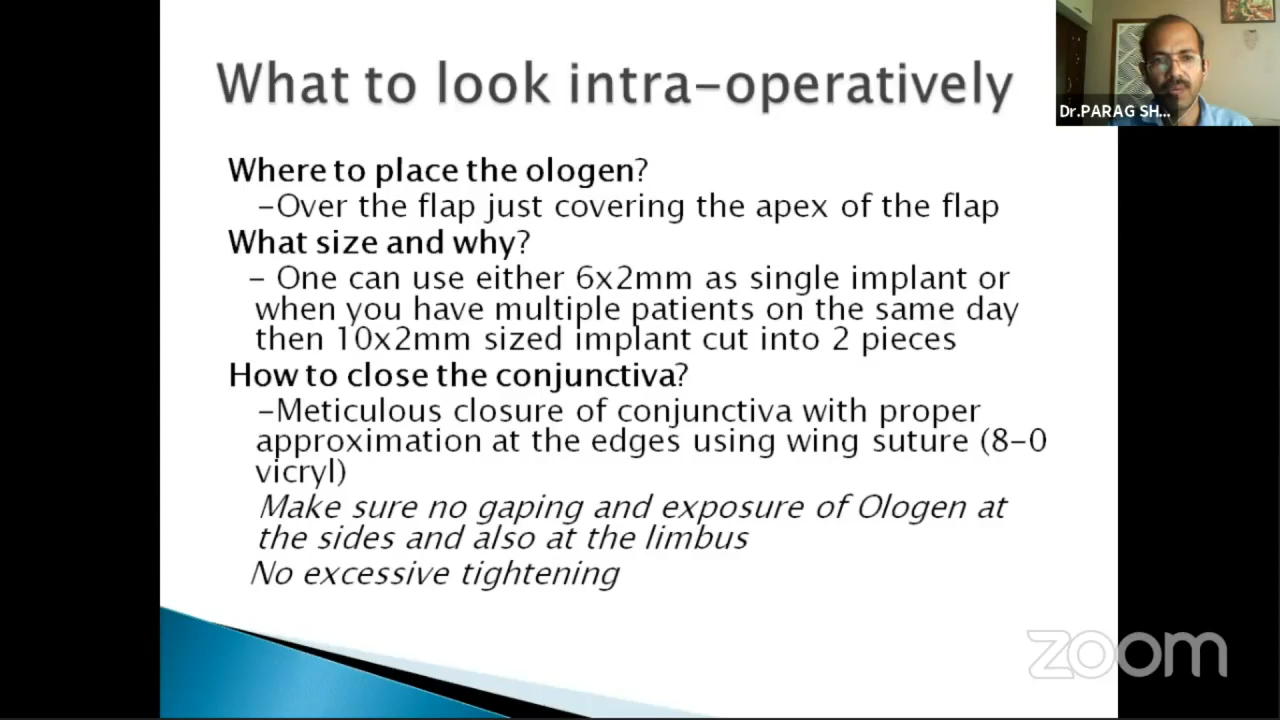 What to look intra-operatively
Dr.PARAG SH...
Where to place the ologen?
-Over the flap just covering the apex of the flap
What size and why?
- One can use either 6x2mm as single implant or
when you have multiple patients on the same day
then 10x2mm sized implant cut into 2 pieces
How to close the conjunctiva?
-Meticulous closure of conjunctiva with proper
approximation at the edges using wing suture (8-0
vicryl)
Make sure no gaping and exposure of Ologen at
the sides and also at the limbus
No excessive tightening
zoom